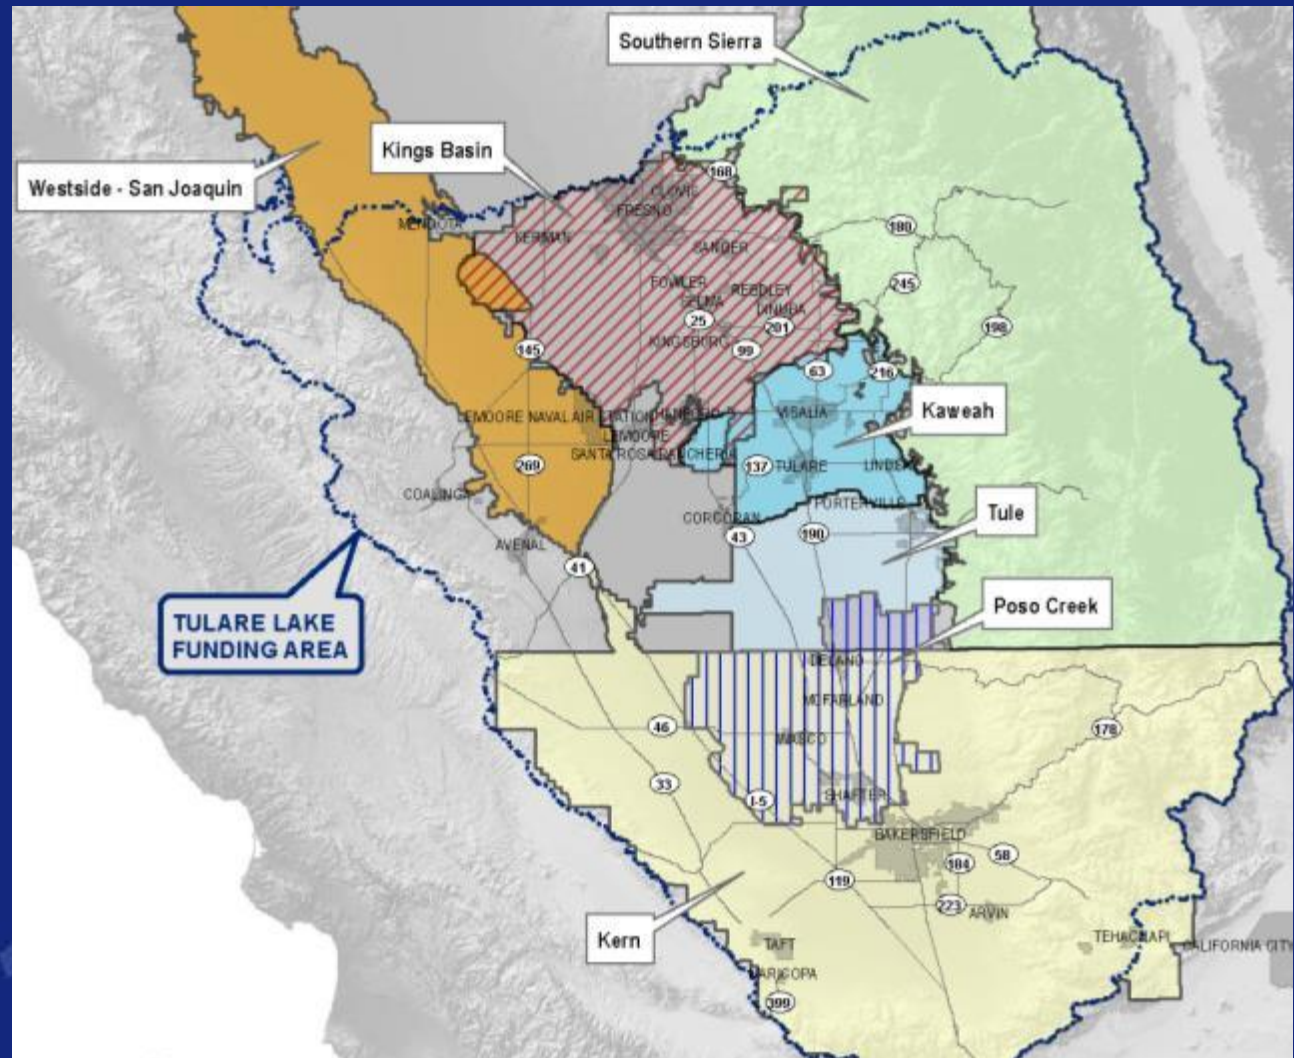 Southern Sierra
Kings Basin
Westside - San Joaquin
168
CLOVIS
FRESNO
MENDOTA
KERMAN
SANGER
180
FOWLER
REEDLEY
245
SELMA
DINUBA
25
201
198
KINGSBURG
99
145
63
216
Kaweah
LEMOORE NAVAL AIR STATION
VISALIA
LEMOORE
SANTA ROSA RANCHERIA
269
137
TULARE
COALINGA
PORTERVILLE
Tule
CORCORAN
43
190
AVENAL
41
Poso Creek
TULARE LAKE
FUNDING AREA
DELANO
MCFARLAND
46
178
WASCO
33
I-5
SHAFTER
BAKERSFIELD
184
58
119
223
ARVIN
Kern
TAFT
TEHACHAPI
CALIFORNIA CITY
MARICOPA
399